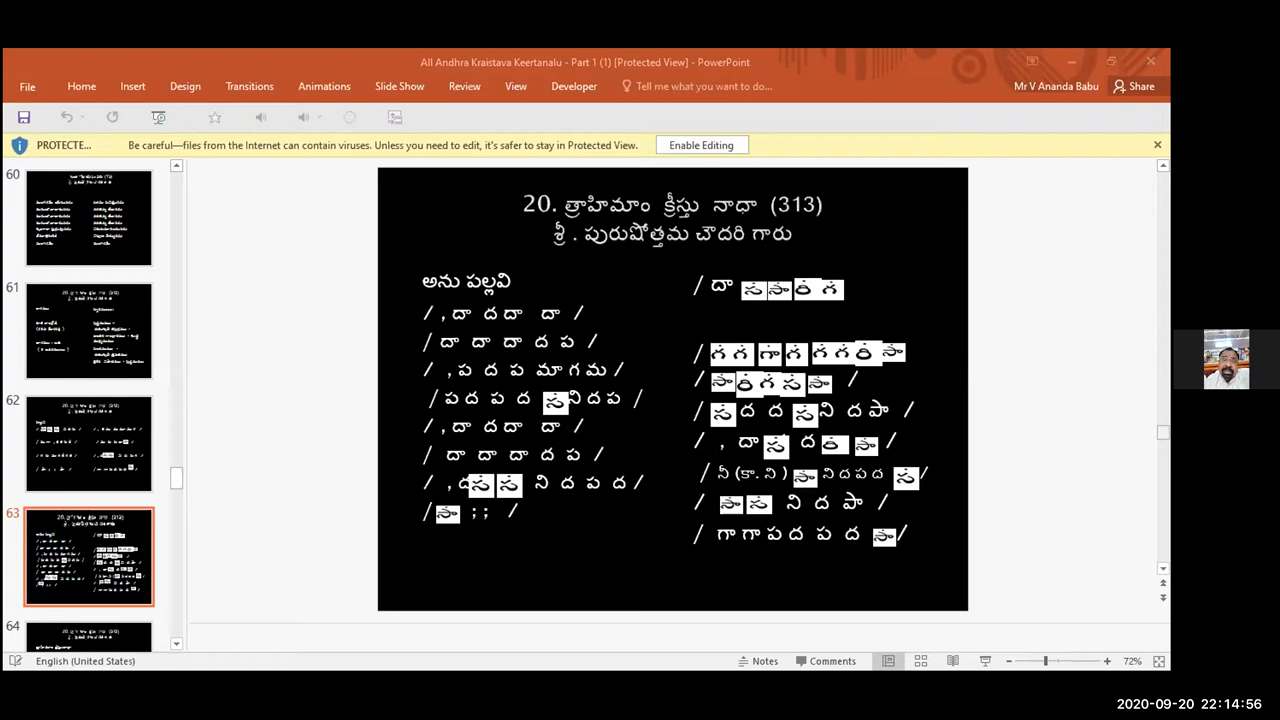 All Andhra Kraistava Keertanalu - Part 1 (1) [Protected View] - PowerPoint
File Home Insert Design Transitions Animations Slide Show Review View Developer Tell me what you want to do... Mr V Ananda Babu Share
PROTECTE... Be careful—files from the Internet can contain viruses. Unless you need to edit, it's safer to stay in Protected View. Enable Editing
60
61
62
63
64
20. త్రాహిమాం క్రీస్తు నాధా (313)
శ్రీ . పురుషోత్తమ చౌదరి గారు
అను పల్లవి
/ , దా ద దా దా /
/ దా దా దా ద ప /
/ , ప ద ప మా గ మ /
/ ప ద ప ద స ని ద ప /
/ , దా ద దా దా /
/ దా దా దా ద ప /
/ , ద స స ని ద ప ద /
/ సా ; ; /
/ దా స సా రి గ
/ గ గ గా గ గ గ రి సా
/ సా రి గ స సా /
/ స ద ద స ని ద పా /
/ , దా స ద రి సా /
/ నీ (కా. ని ) సా ని ద ప ద స /
/ సా స ని ద పా /
/ గా గా ప ద ప ద సా /
English (United States) Notes Comments 72%
2020-09-20 22:14:56